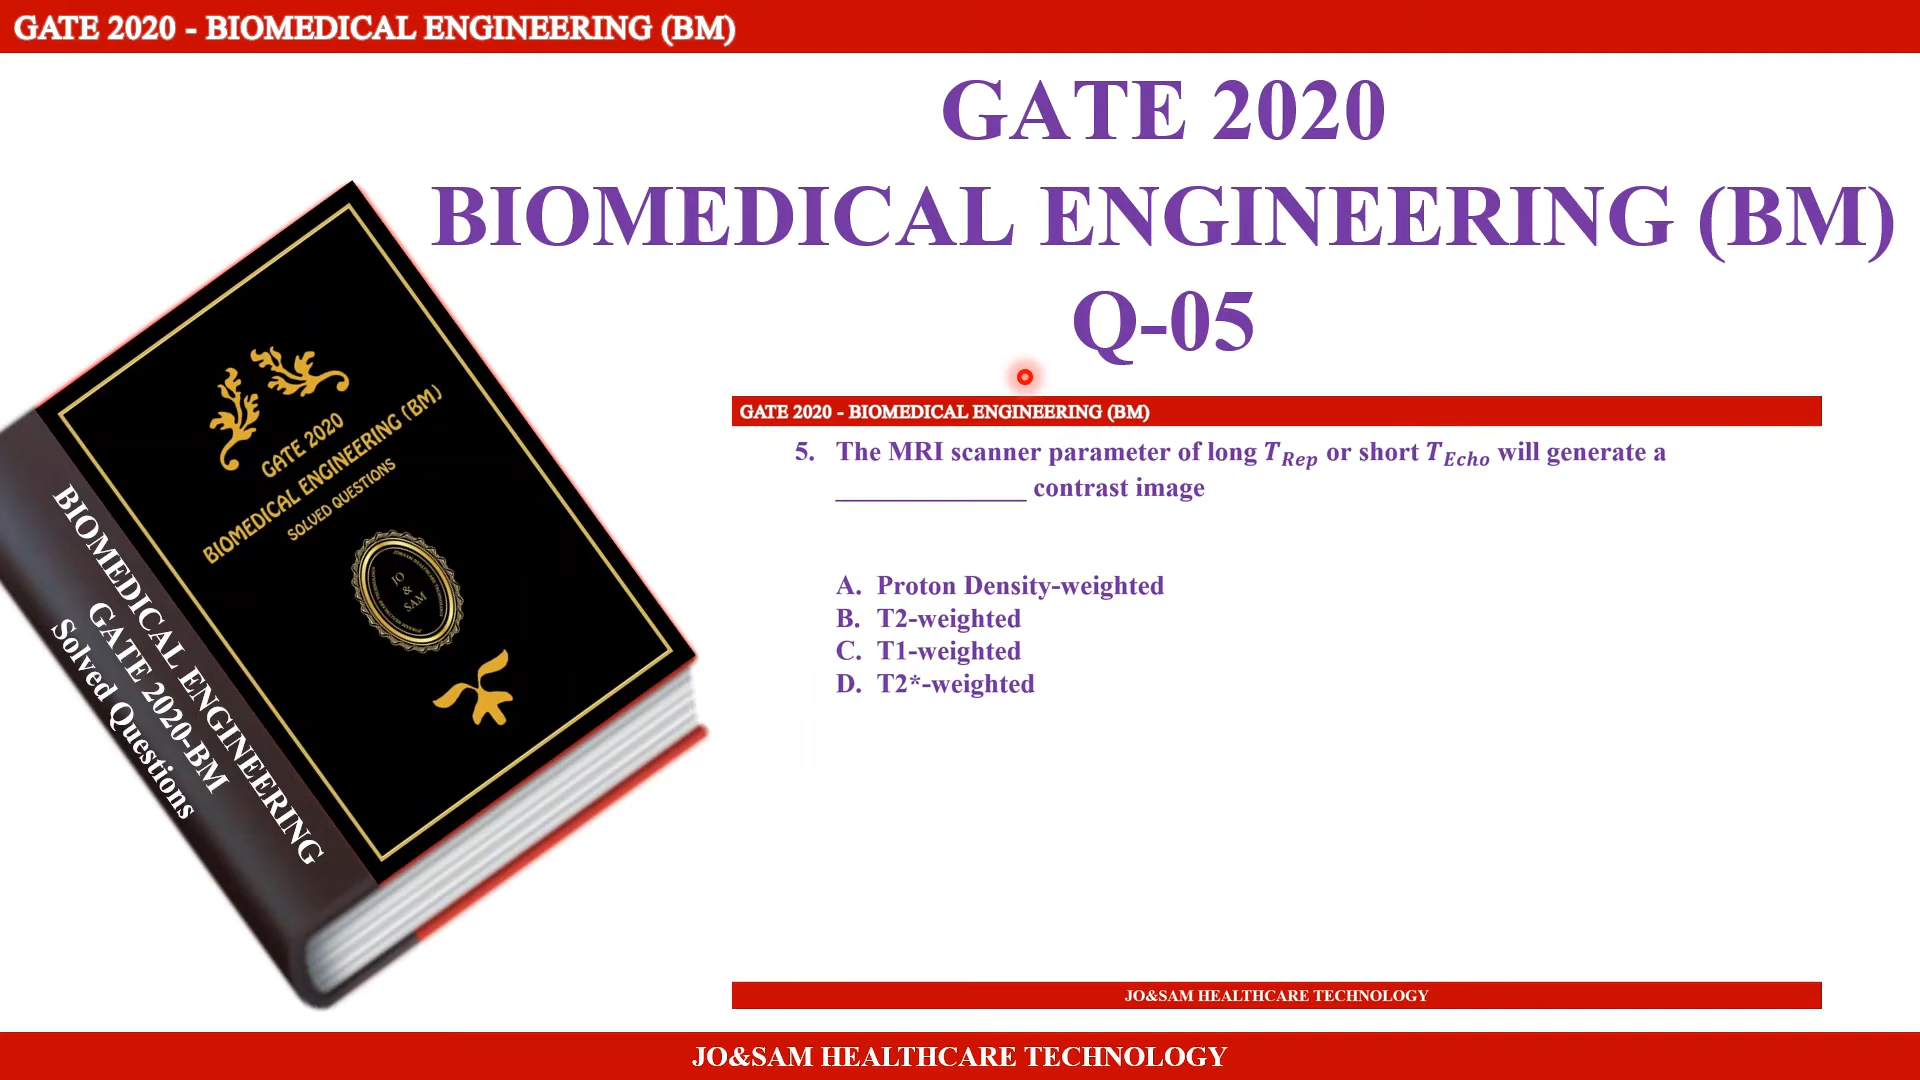 GATE 2020 - BIOMEDICAL ENGINEERING (BM)
GATE 2020
BIOMEDICAL ENGINEERING (BM)
Q-05
GATE 2020
BIOMEDICAL ENGINEERING (BM)
SOLVED QUESTIONS
JO
&
SAM
BIOMEDICAL ENGINEERING
GATE 2020-BM
Solved Questions
GATE 2020 - BIOMEDICAL ENGINEERING (BM)
5. The MRI scanner parameter of long T_Rep or short T_Echo will generate a
______________ contrast image
A. Proton Density-weighted
B. T2-weighted
C. T1-weighted
D. T2*-weighted
JO&SAM HEALTHCARE TECHNOLOGY
JO&SAM HEALTHCARE TECHNOLOGY